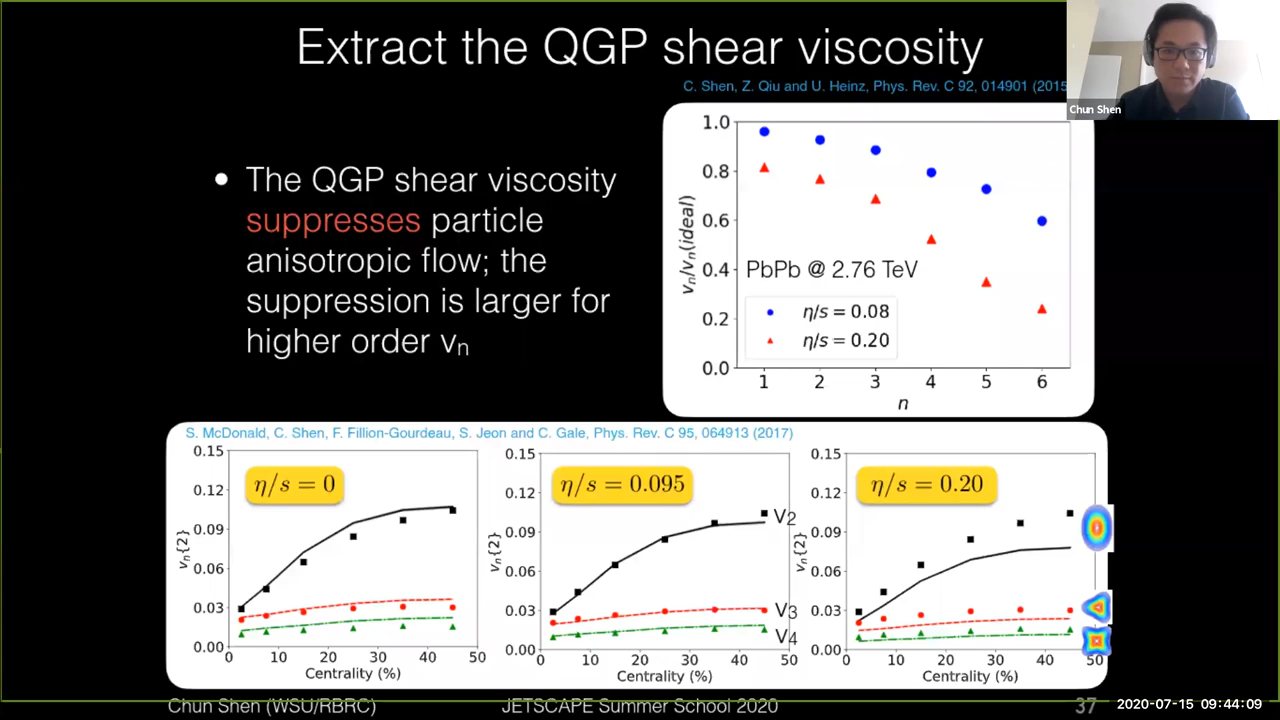 Extract the QGP shear viscosity
C. Shen, Z. Qiu and U. Heinz, Phys. Rev. C 92, 014901 (2015
Chun Shen
• The QGP shear viscosity
suppresses particle
anisotropic flow; the
suppression is larger for
higher order vn
1.0
0.8
0.6
0.4
0.2
0.0
vn/vn(ideal)
PbPb @ 2.76 TeV
η/s = 0.08
η/s = 0.20
1 2 3 4 5 6
n
S. McDonald, C. Shen, F. Fillion-Gourdeau, S. Jeon and C. Gale, Phys. Rev. C 95, 064913 (2017)
0.15
0.12
0.09
0.06
0.03
0.00
vn{2}
η/s = 0
0 10 20 30 40 50
Centrality (%)
0.15
0.12
0.09
0.06
0.03
0.00
vn{2}
η/s = 0.095
V2
V3
V4
0 10 20 30 40 50
Centrality (%)
0.15
0.12
0.09
0.06
0.03
0.00
vn{2}
η/s = 0.20
0 10 20 30 40 50
Centrality (%)
Chun Shen (WSU/RBRC)
JETSCAPE Summer School 2020
37
2020-07-15 09:44:09